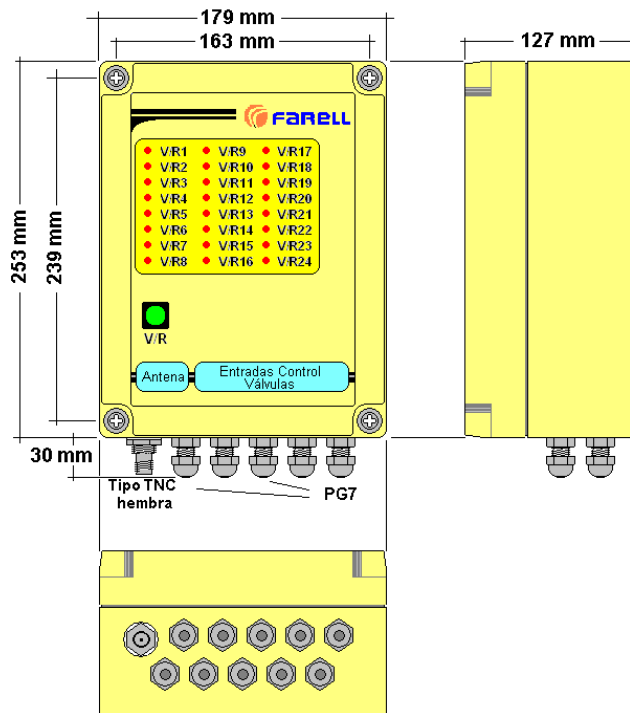 179 mm
163 mm
127 mm
FARELL
V/R1 V/R9 V/R17
V/R2 V/R10 V/R18
V/R3 V/R11 V/R19
V/R4 V/R12 V/R20
V/R5 V/R13 V/R21
V/R6 V/R14 V/R22
V/R7 V/R15 V/R23
V/R8 V/R16 V/R24
253 mm
239 mm
V/R
Antena
Entradas Control
Válvulas
30 mm
Tipo TNC
hembra
PG7